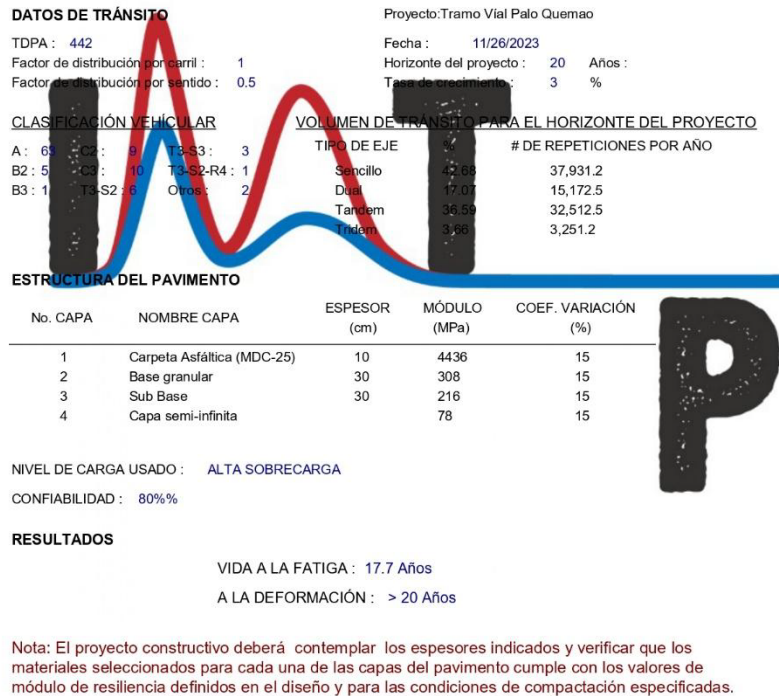 DATOS DE TRÁNSITO
Proyecto:Tramo Víal Palo Quemao
TDPA : 442
Fecha : 11/26/2023
Factor de distribución por carril : 1
Horizonte del proyecto : 20 Años :
Factor de distribución por sentido : 0.5
Tasa de crecimiento : 3 %
CLASIFICACIÓN VEHÍCULAR
VOLUMEN DE TRÁNSITO PARA EL HORIZONTE DEL PROYECTO
TIPO DE EJE % # DE REPETICIONES POR AÑO
A : 63 C2 : 9 T3-S3 : 3
Sencillo 42.68 37,931.2
B2 : 5 C3 : 10 T3-S2-R4 : 1
Dual 17.07 15,172.5
B3 : 1 T3-S2 : 6 Otros : 2
Tandem 36.59 32,512.5
Tridem 3.66 3,251.2
ESTRUCTURA DEL PAVIMENTO
No. CAPA NOMBRE CAPA ESPESOR (cm) MÓDULO (MPa) COEF. VARIACIÓN (%)
1 Carpeta Asfáltica (MDC-25) 10 4436 15
2 Base granular 30 308 15
3 Sub Base 30 216 15
4 Capa semi-infinita 78 15
NIVEL DE CARGA USADO : ALTA SOBRECARGA
CONFIABILIDAD : 80%%
RESULTADOS
VIDA A LA FATIGA : 17.7 Años
A LA DEFORMACIÓN : > 20 Años
Nota: El proyecto constructivo deberá contemplar los espesores indicados y verificar que los
materiales seleccionados para cada una de las capas del pavimento cumple con los valores de
módulo de resiliencia definidos en el diseño y para las condiciones de compactación especificadas.
I
T
P